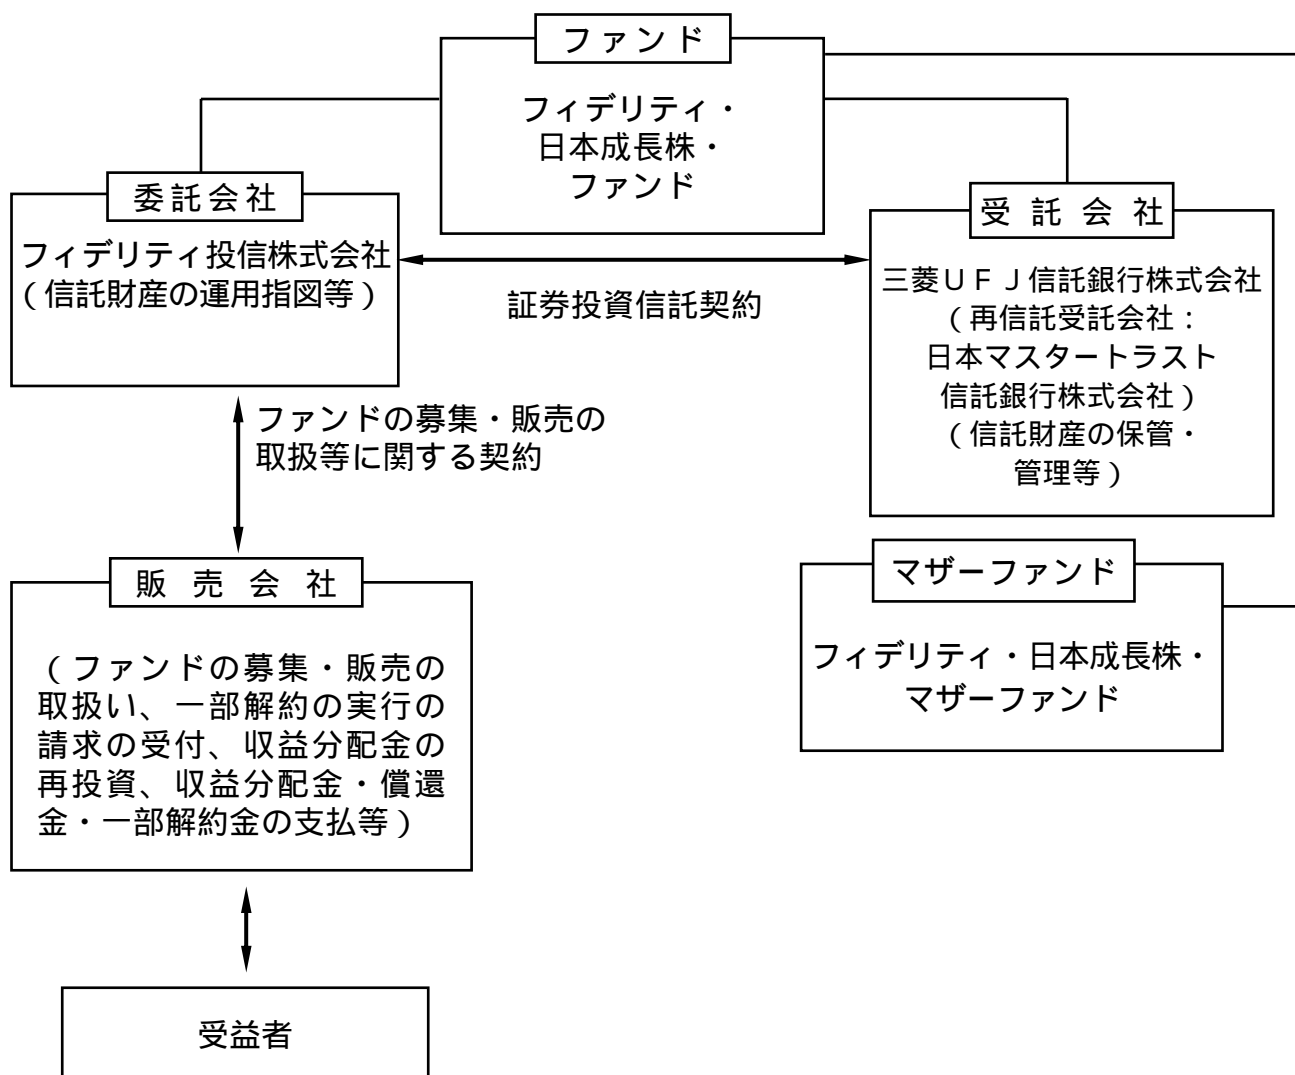 ファンド
フィデリティ・
日本成長株・
ファンド
委託会社
フィデリティ投信株式会社
（信託財産の運用指図等）
証券投資信託契約
受託会社
三菱ＵＦＪ信託銀行株式会社
（再信託受託会社：
日本マスタートラスト
信託銀行株式会社）
（信託財産の保管・
管理等）
ファンドの募集・販売の
取扱等に関する契約
販売会社
（ファンドの募集・販売の
取扱い、一部解約の実行の
請求の受付、収益分配金の
再投資、収益分配金・償還
金・一部解約金の支払等）
マザーファンド
フィデリティ・日本成長株・
マザーファンド
受益者